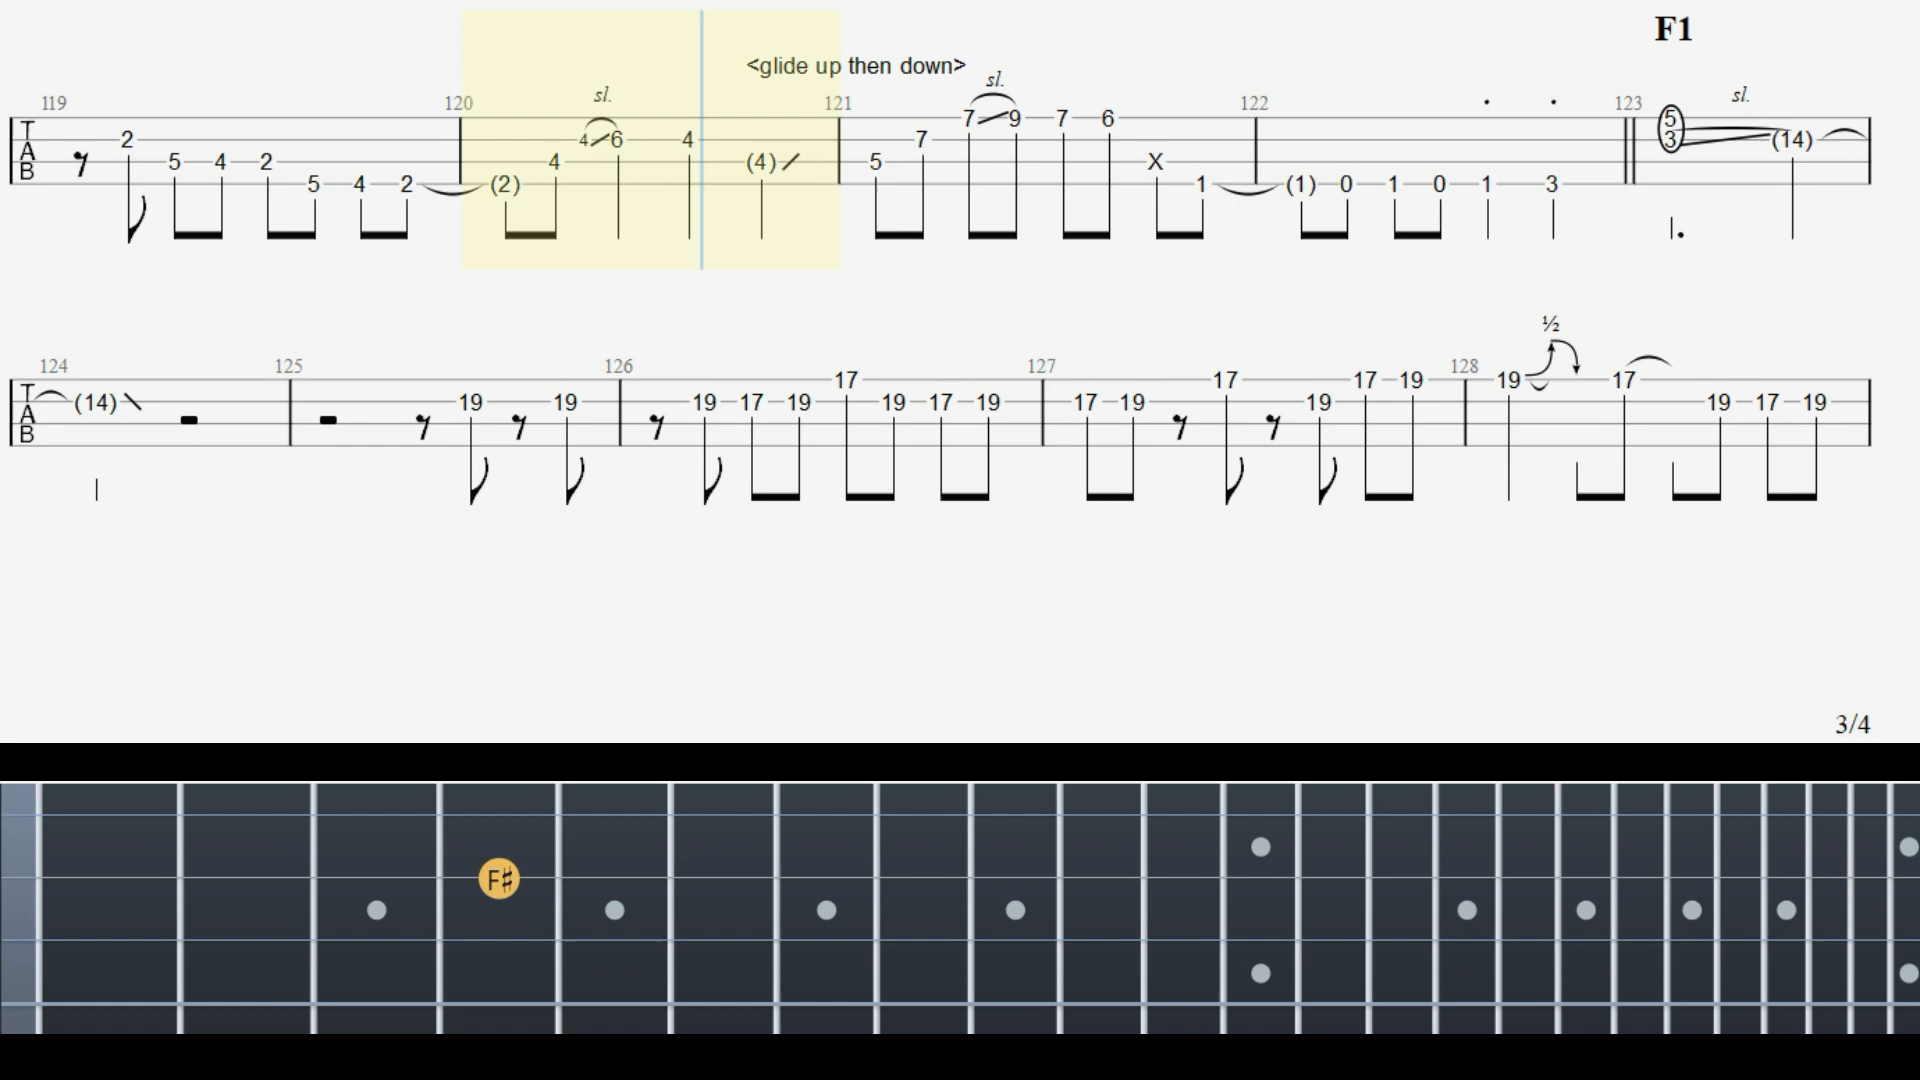 F1
<glide up then down>
sl. sl. sl.
119 120 121 122 123
T A B
2 5 4 2 5 4 2 (2) 4 4 6 4 (4) 5 7 7 9 7 6 X 1 (1) 0 1 0 1 3 5 3 (14)
½
124 125 126 127 128
T A B
(14) 19 19 19 17 19 17 19 17 19 17 19 17 19 17 19 19 17 19 17 19
3/4
F♯